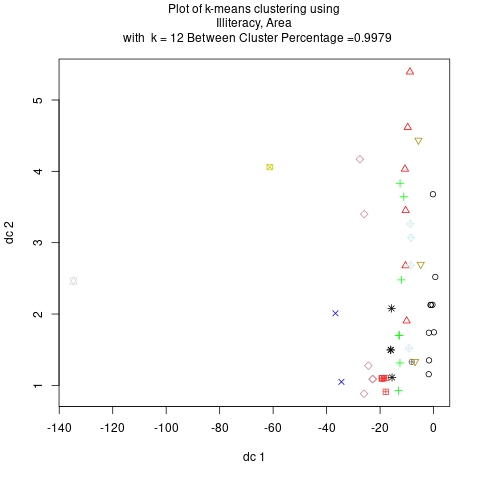 Plot of k-means clustering using
Illiteracy, Area
with k = 12 Between Cluster Percentage =0.9979
5
4
3
2
1
dc 2
-140 -120 -100 -80 -60 -40 -20 0
dc 1